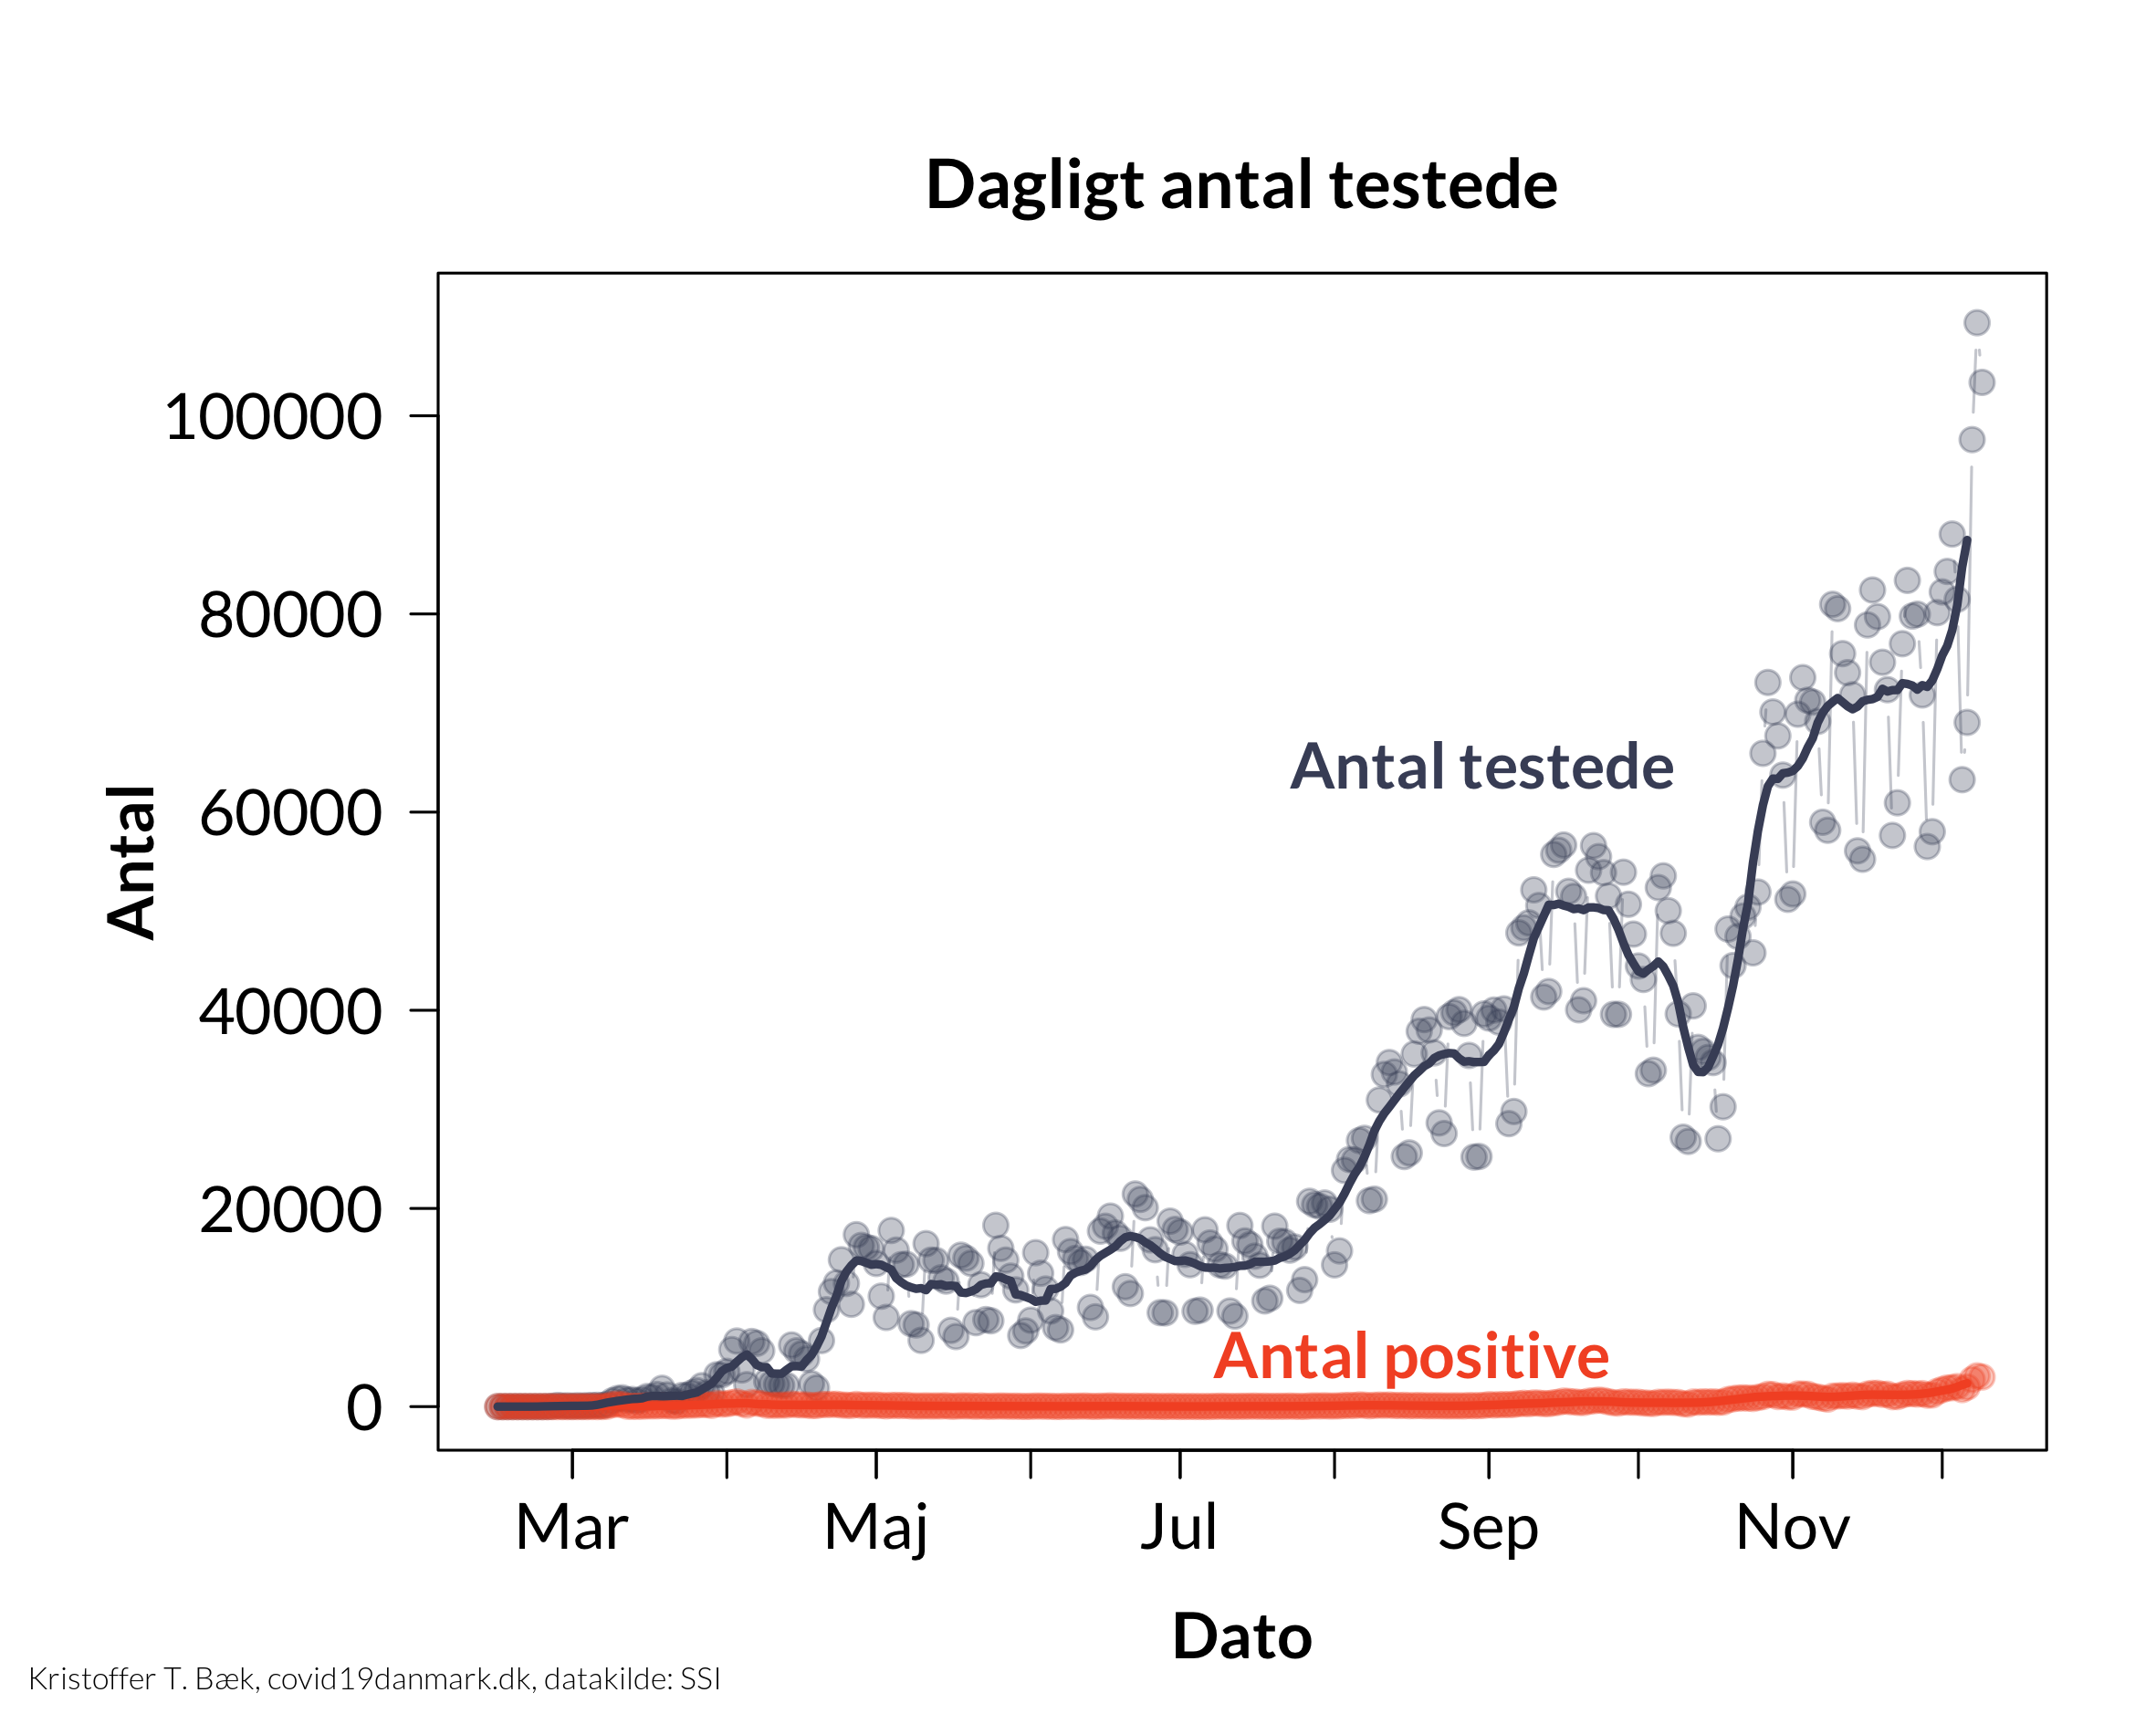 Dagligt antal testede
100000
80000
60000
40000
20000
0
Antal
Antal testede
Antal positive
Mar Maj Jul Sep Nov
Dato
Kristoffer T. Bæk, covid19danmark.dk, datakilde: SSI